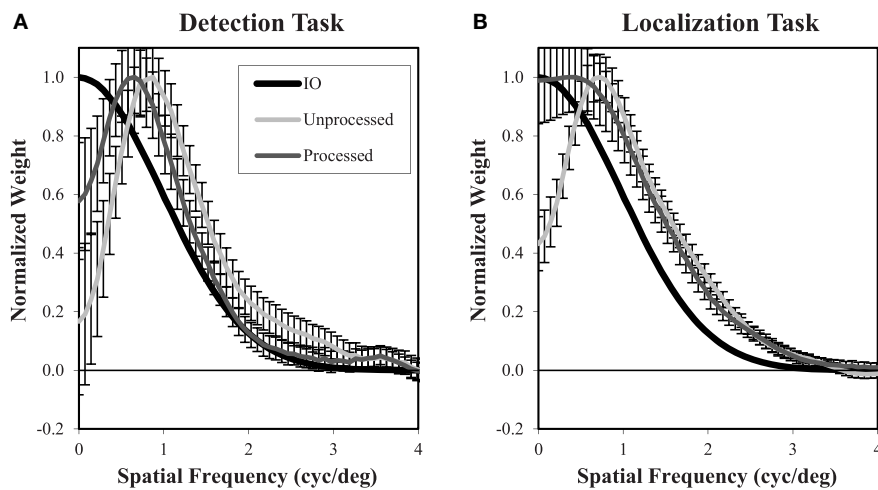 A
Detection Task
1.0
0.8
0.6
0.4
0.2
0.0
-0.2
Normalized Weight
IO
Unprocessed
Processed
0 1 2 3 4
Spatial Frequency (cyc/deg)
B
Localization Task
1.0
0.8
0.6
0.4
0.2
0.0
-0.2
Normalized Weight
0 1 2 3 4
Spatial Frequency (cyc/deg)